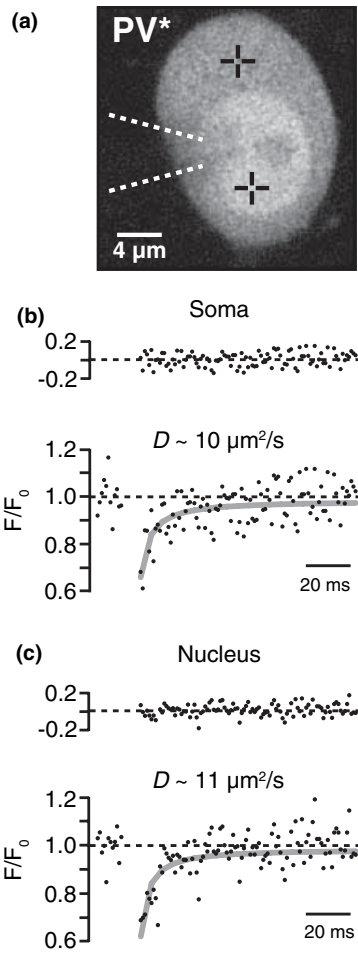 (a)
PV*
4 µm
(b)
Soma
0.2
-0.2
D ~ 10 µm²/s
1.2
1.0
0.8
0.6
F/F₀
20 ms
(c)
Nucleus
0.2
-0.2
D ~ 11 µm²/s
1.2
1.0
0.8
0.6
F/F₀
20 ms